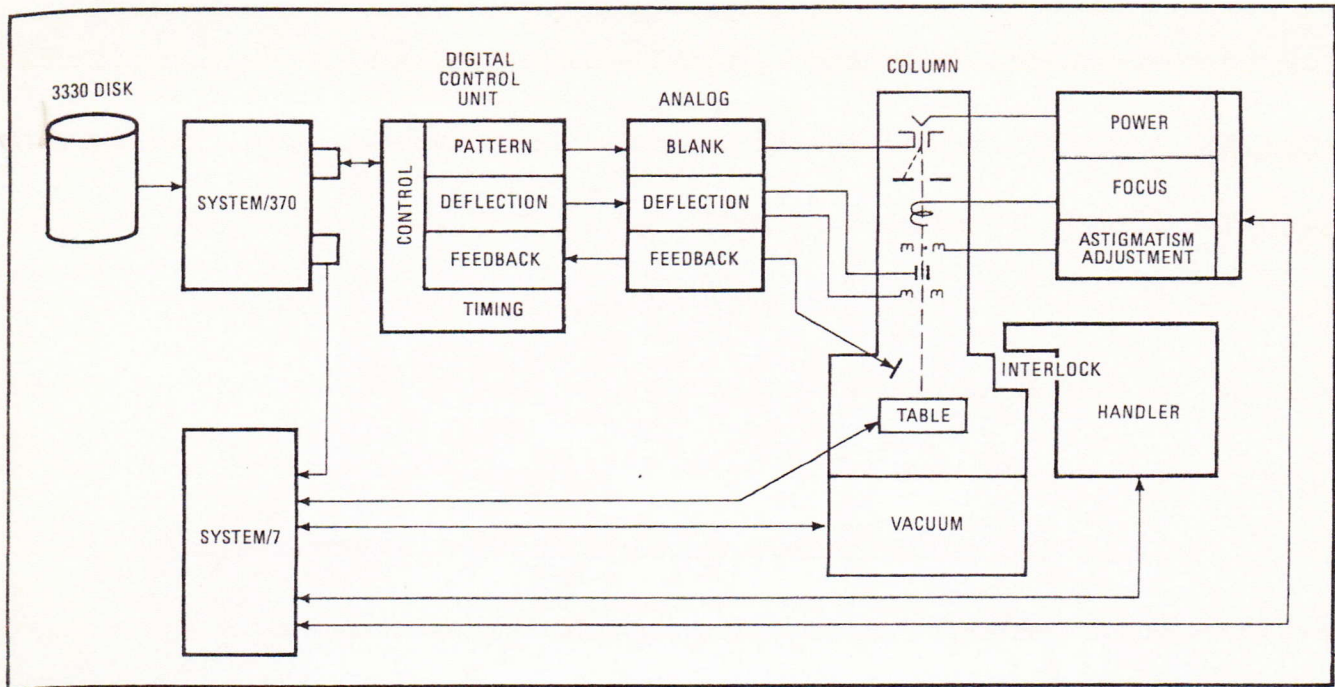 3330 DISK
SYSTEM/370
DIGITAL
CONTROL
UNIT
CONTROL
PATTERN
DEFLECTION
FEEDBACK
TIMING
ANALOG
BLANK
DEFLECTION
FEEDBACK
COLUMN
POWER
FOCUS
ASTIGMATISM
ADJUSTMENT
INTERLOCK
HANDLER
TABLE
VACUUM
SYSTEM/7